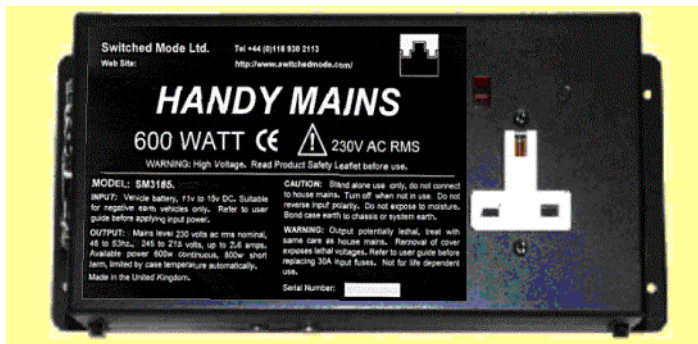 Switched Mode Ltd.
Tel +44 (0)118 930 2113
Web Site:
http://www.switchedmode.com/
HANDY MAINS
600 WATT CE
230V AC RMS
WARNING: High Voltage. Read Product Safety Leaflet before use.
MODEL: SM3185.
INPUT: Vehicle battery, 11v to 15v DC. Suitable
for negative earth vehicles only. Refer to user
guide before applying input power.
OUTPUT: Mains level 230 volts ac rms nominal,
48 to 53hz., 245 to 215 volts, up to 2.6 amps.
Available power 600w continuous, 800w short
term, limited by case temperature automatically.
Made in the United Kingdom.
CAUTION: Stand alone use only, do not connect
to house mains. Turn off when not in use. Do not
reverse input polarity. Do not expose to moisture.
Bond case earth to chassis or system earth.
WARNING: Output potentially lethal, treat with
same care as house mains. Removal of cover
exposes lethal voltages. Refer to user guide before
replacing 30A input fuses. Not for life dependent
use.
Serial Number: